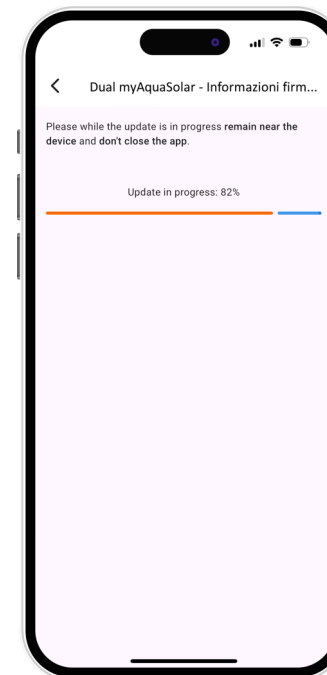 Dual myAquaSolar - Informazioni firm...
Please while the update is in progress remain near the
device and don't close the app.
Update in progress: 82%